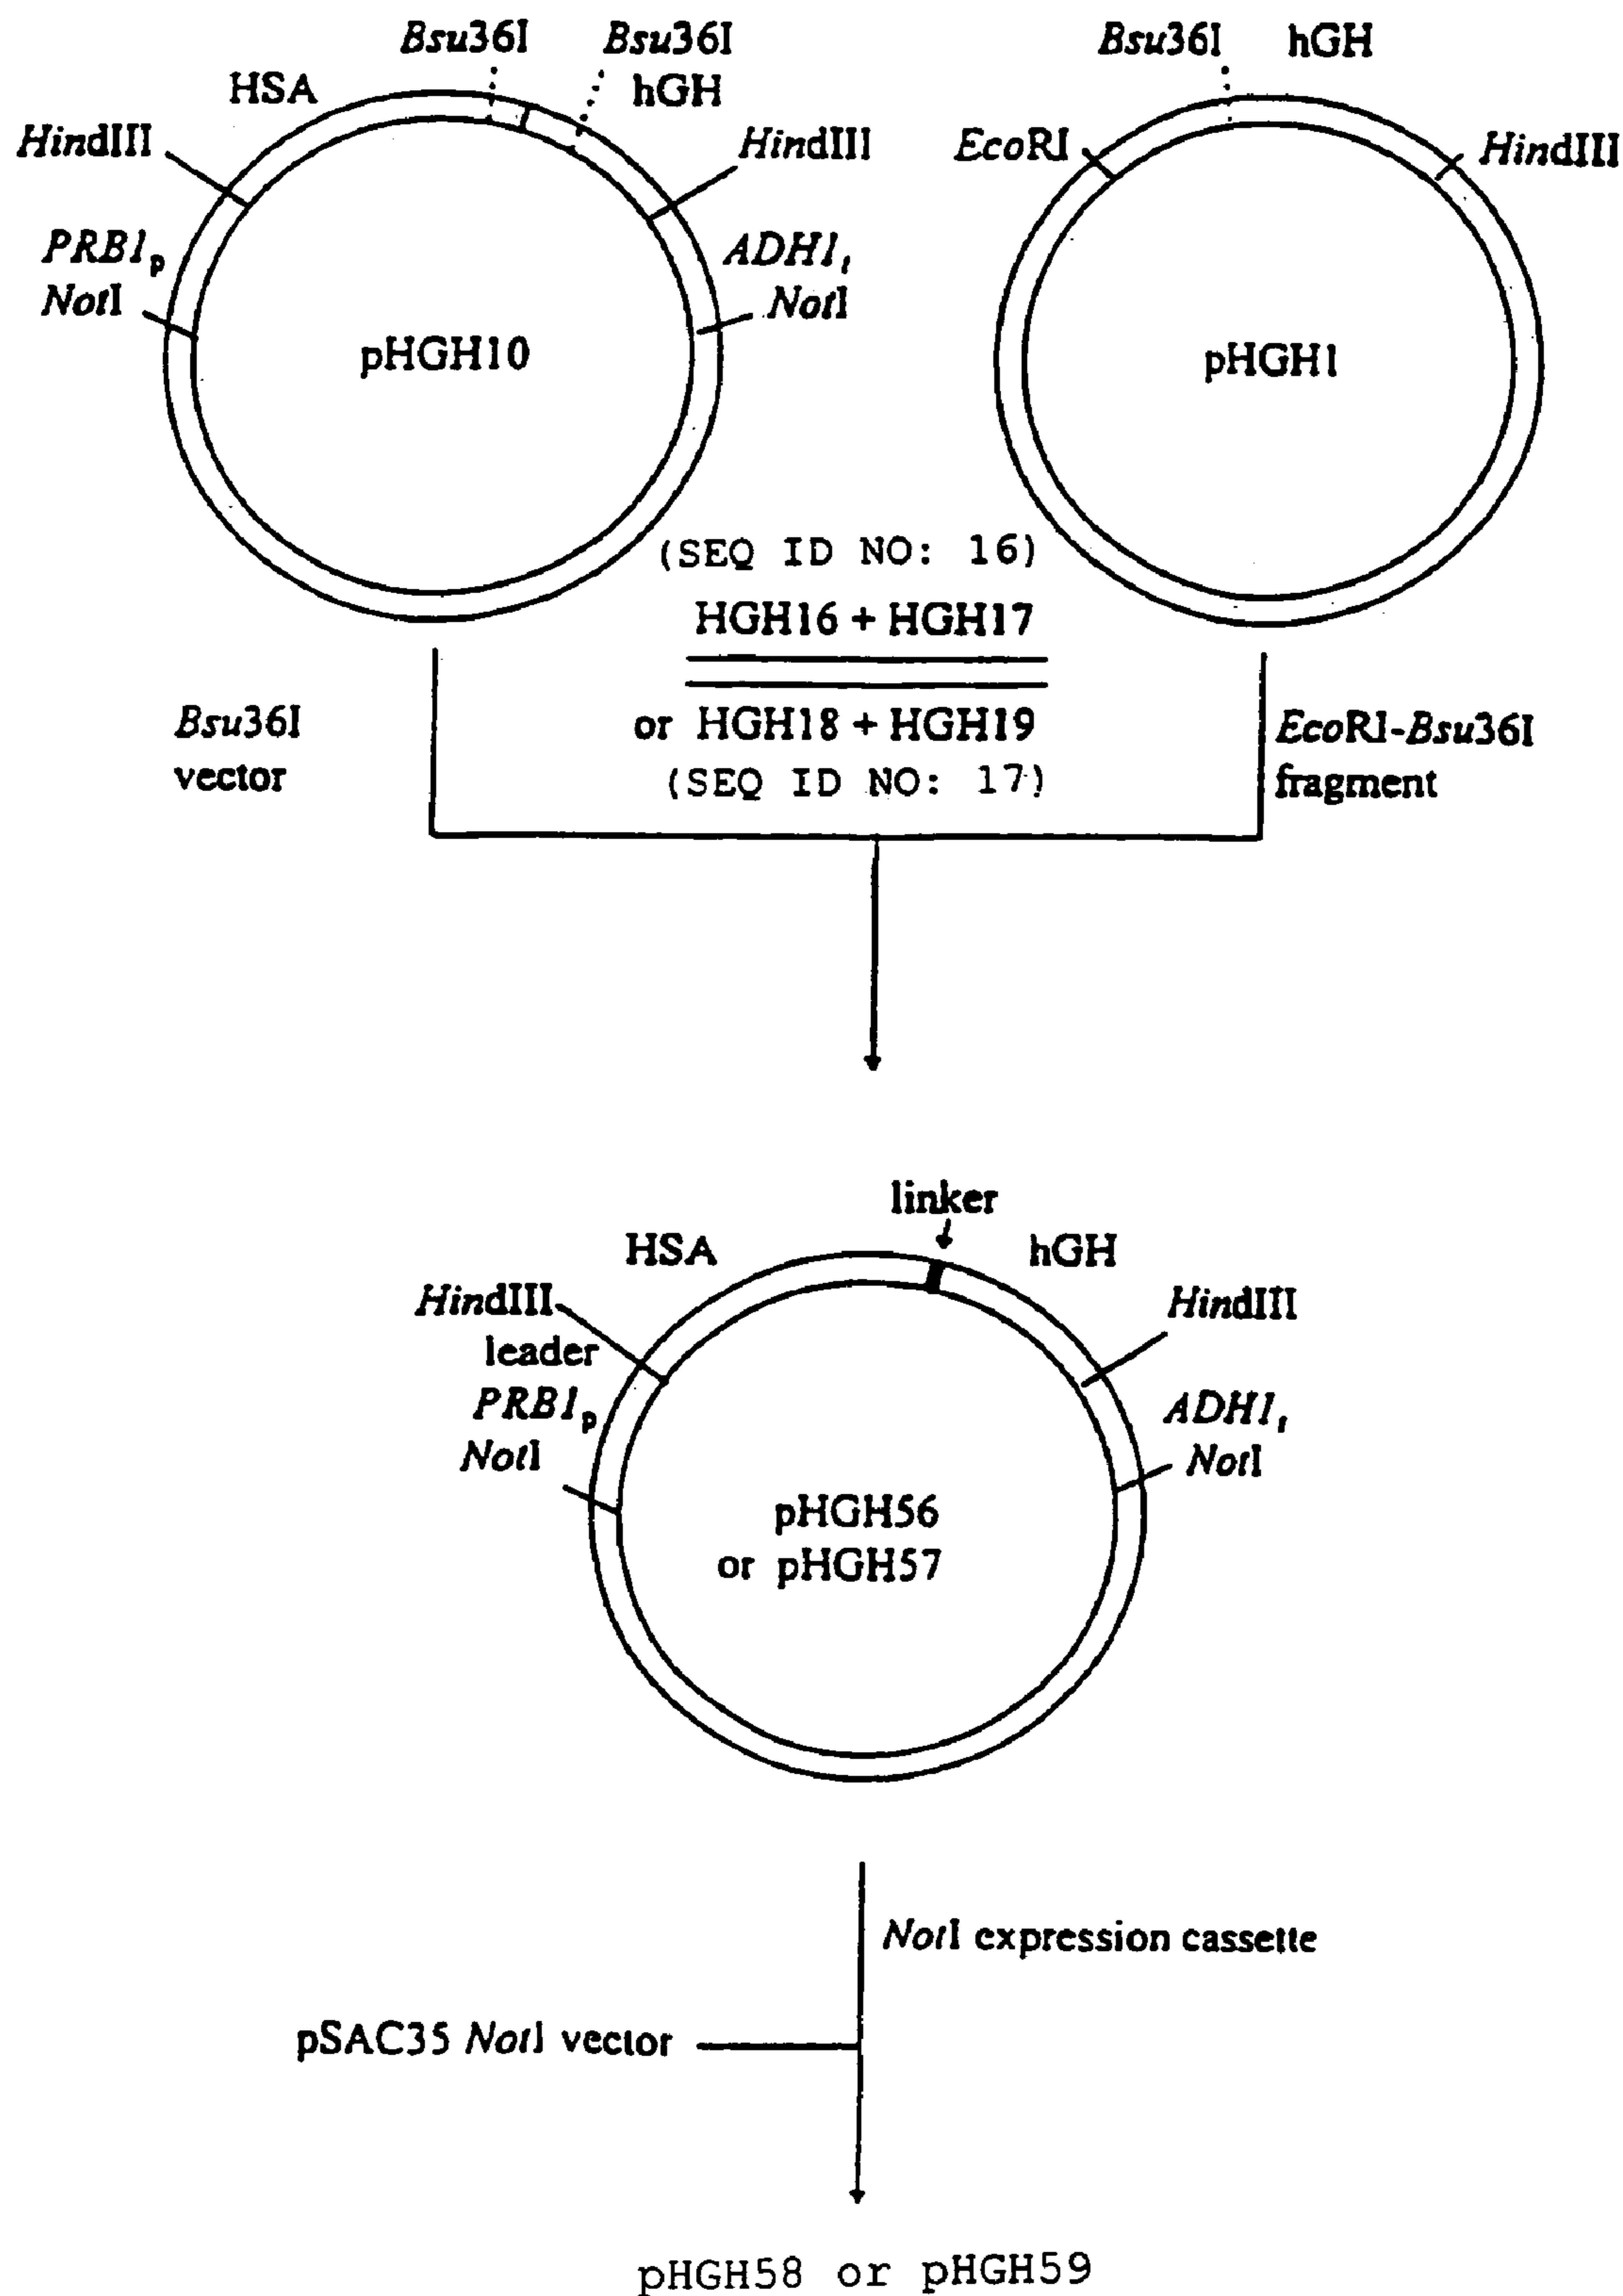 Bsu36I
Bsu36I
HSA
hGH
HindIII
HindIII
PRB1p
ADH1t
NotI
NotI
pHGH10
Bsu36I
hGH
EcoRI
HindIII
pHGH1
(SEQ ID NO: 16)
HGH16 + HGH17
or HGH18 + HGH19
(SEQ ID NO: 17)
Bsu36I
vector
EcoRI-Bsu36I
fragment
linker
HSA
hGH
HindIII
HindIII
leader
PRB1p
ADH1t
NotI
NotI
pHGH56
or pHGH57
NotI expression cassette
pSAC35 NotI vector
pHGH58 or pHGH59